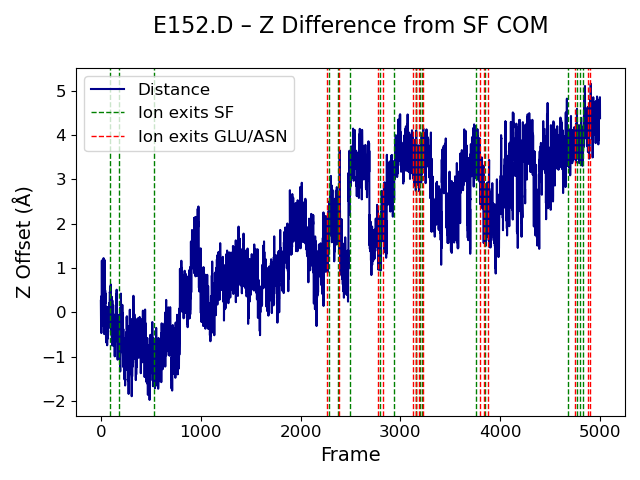 E152.D – Z Difference from SF COM
Distance
Ion exits SF
Ion exits GLU/ASN
Z Offset (Å)
5
4
3
2
1
0
−1
−2
0 1000 2000 3000 4000 5000
Frame